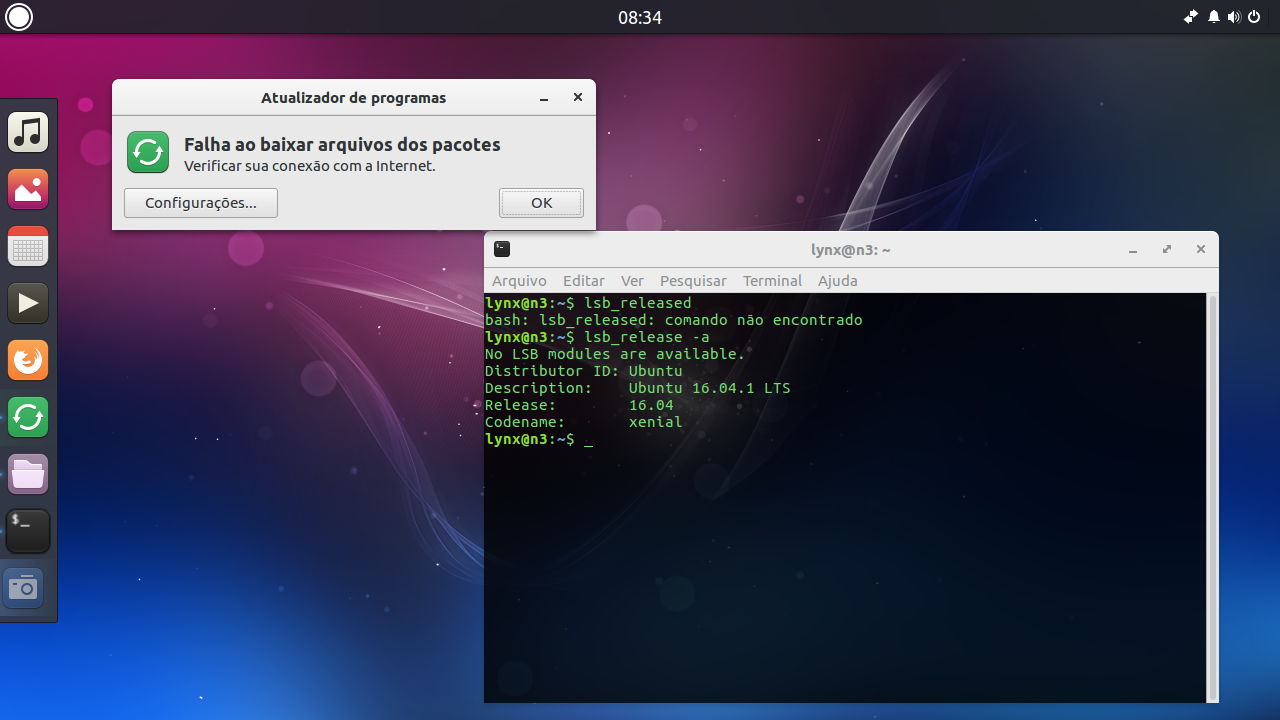 08:34
Atualizador de programas
Falha ao baixar arquivos dos pacotes
Verificar sua conexão com a Internet.
Configurações...
OK
lynx@n3: ~
Arquivo Editar Ver Pesquisar Terminal Ajuda
lynx@n3:~$ lsb_released
bash: lsb_released: comando não encontrado
lynx@n3:~$ lsb_release -a
No LSB modules are available.
Distributor ID: Ubuntu
Description:    Ubuntu 16.04.1 LTS
Release:        16.04
Codename:       xenial
lynx@n3:~$ _
$_